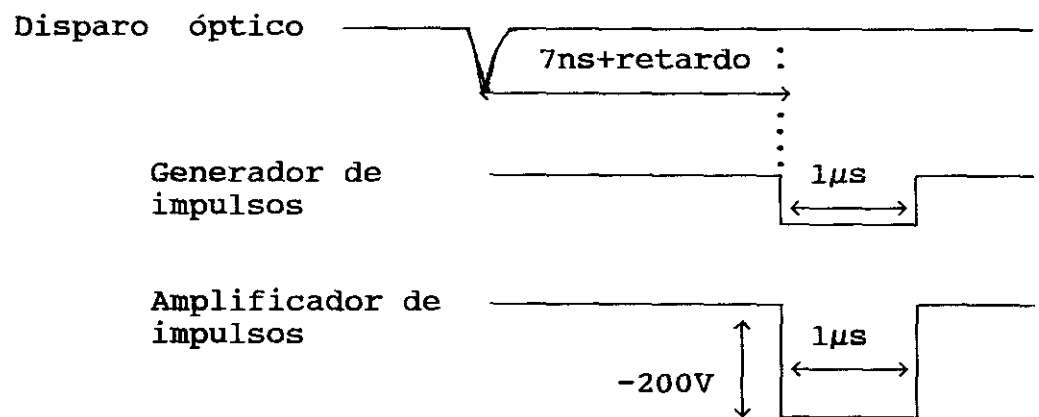 Disparo óptico
7ns+retardo
Generador de
impulsos
1μs
Amplificador de
impulsos
1μs
-200V